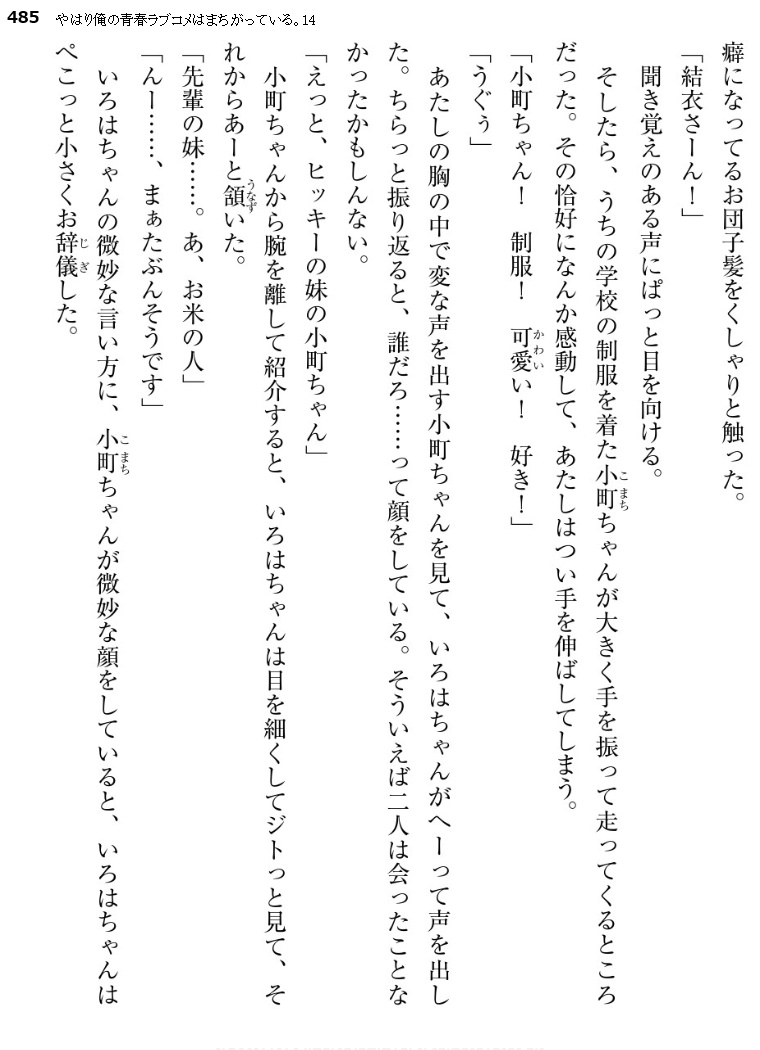 485 やはり俺の青春ラブコメはまちがっている。14
癖になってるお団子髪をくしゃりと触った。
「結衣さーん！」
聞き覚えのある声にぱっと目を向ける。
そしたら、うちの学校の制服を着た小町ちゃんが大きく手を振って走ってくるところ
だった。その恰好になんか感動して、あたしはつい手を伸ばしてしまう。
「小町ちゃん！　制服！　可愛い！　好き！」
「うぐぅ」
あたしの胸の中で変な声を出す小町ちゃんを見て、いろはちゃんがへーって声を出し
た。ちらっと振り返ると、誰だろ……って顔をしている。そういえば二人は会ったことな
かったかもしんない。
「えっと、ヒッキーの妹の小町ちゃん」
小町ちゃんから腕を離して紹介すると、いろはちゃんは目を細くしてジトっと見て、そ
れからあーと頷いた。
「先輩の妹……。あ、お米の人」
「んー……、まぁたぶんそうです」
いろはちゃんの微妙な言い方に、小町ちゃんが微妙な顔をしていると、いろはちゃんは
ぺこっと小さくお辞儀した。